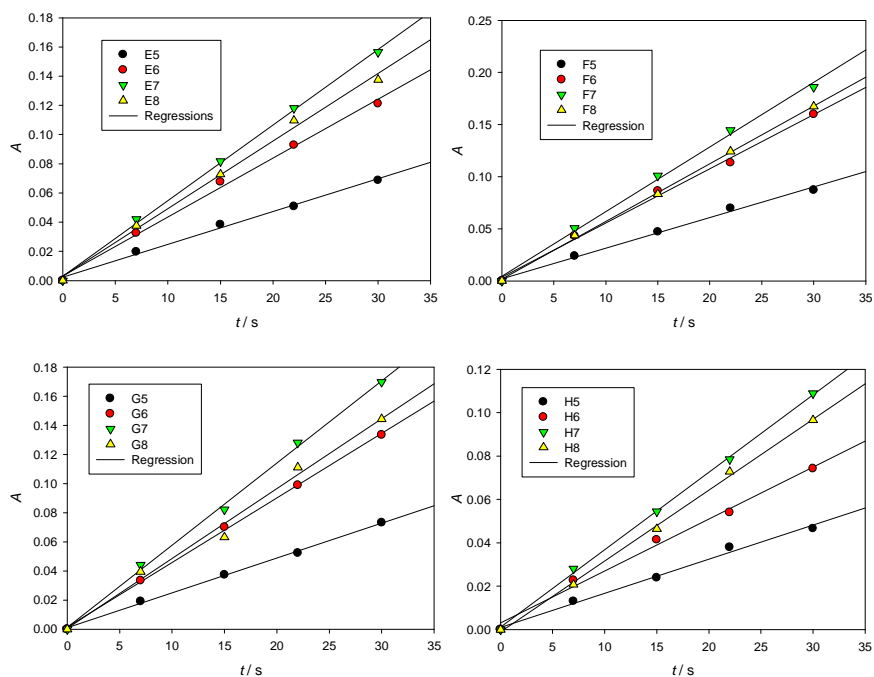 0.18
0.16
0.14
0.12
0.10
0.08
0.06
0.04
0.02
0.00
A
E5
E6
E7
E8
Regressions
0 5 10 15 20 25 30 35
t / s
0.25
0.20
0.15
0.10
0.05
0.00
A
F5
F6
F7
F8
Regression
0 5 10 15 20 25 30 35
t / s
0.18
0.16
0.14
0.12
0.10
0.08
0.06
0.04
0.02
0.00
A
G5
G6
G7
G8
Regression
0 5 10 15 20 25 30 35
t / s
0.12
0.10
0.08
0.06
0.04
0.02
0.00
A
H5
H6
H7
H8
Regression
0 5 10 15 20 25 30 35
t / s